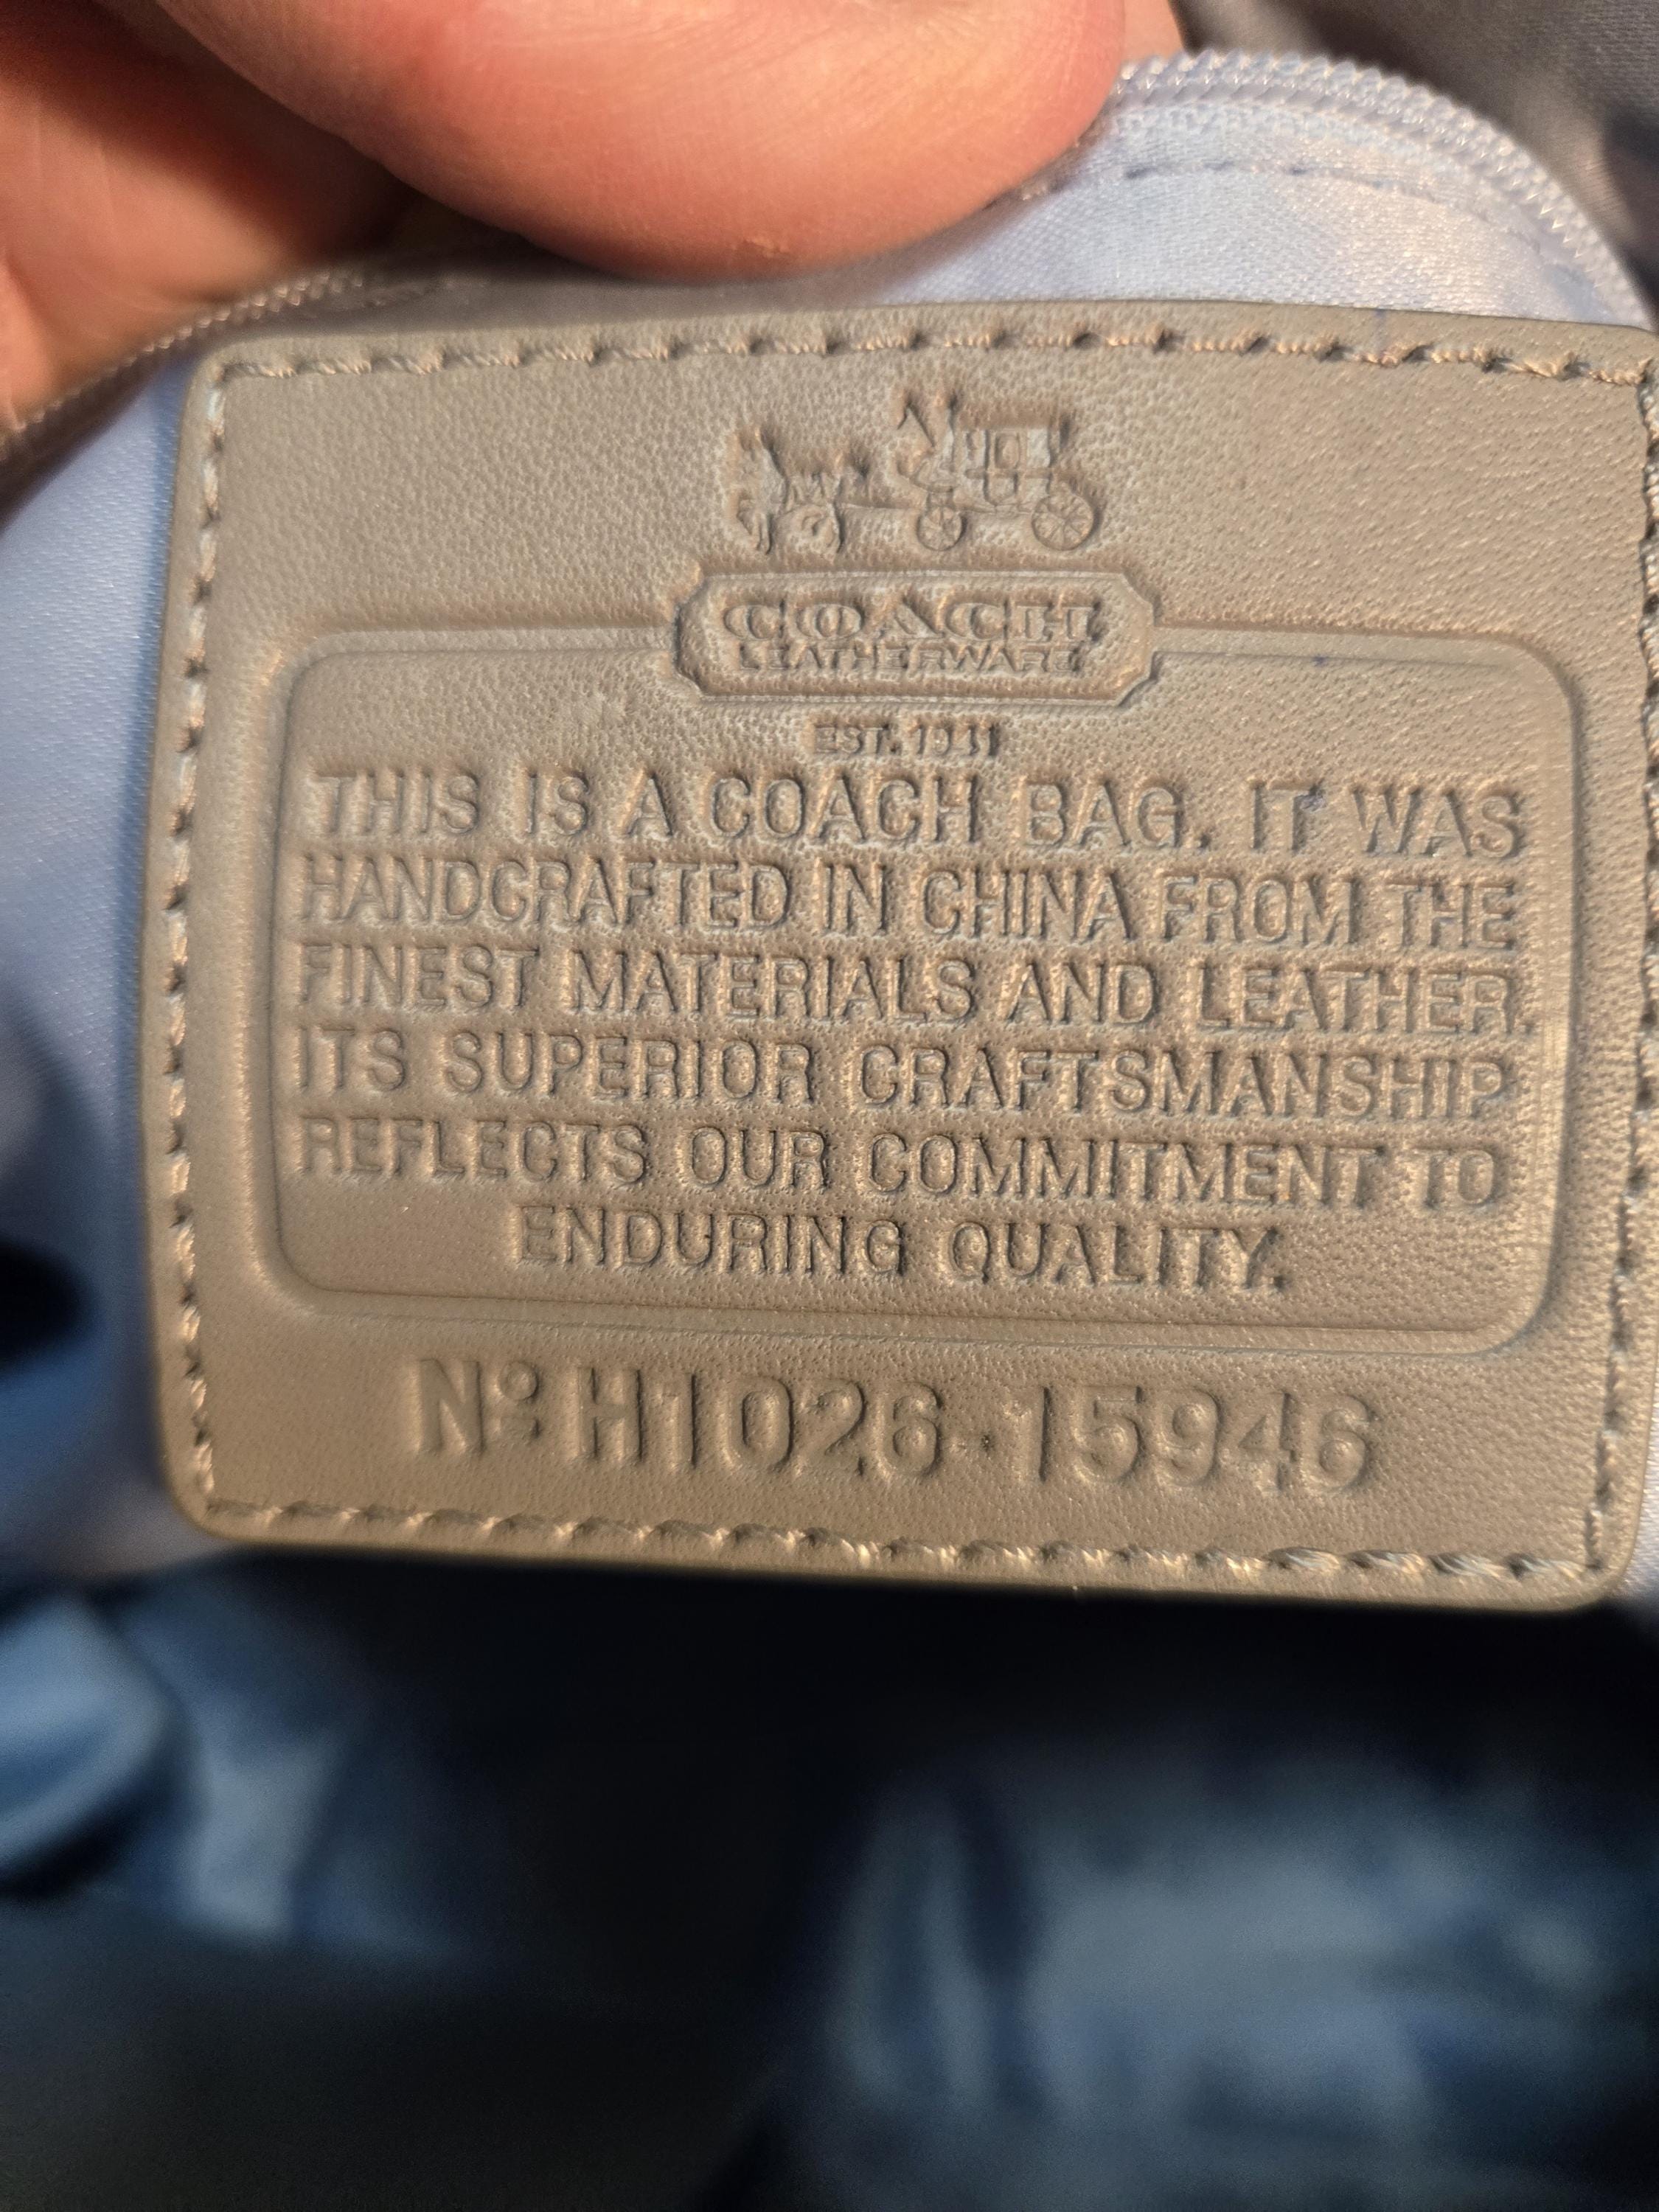 COACH
LEATHERWARE
EST. 1941
THIS IS A COACH BAG. IT WAS
HANDCRAFTED IN CHINA FROM THE
FINEST MATERIALS AND LEATHER.
ITS SUPERIOR CRAFTSMANSHIP
REFLECTS OUR COMMITMENT TO
ENDURING QUALITY.
Nº H1026-15946